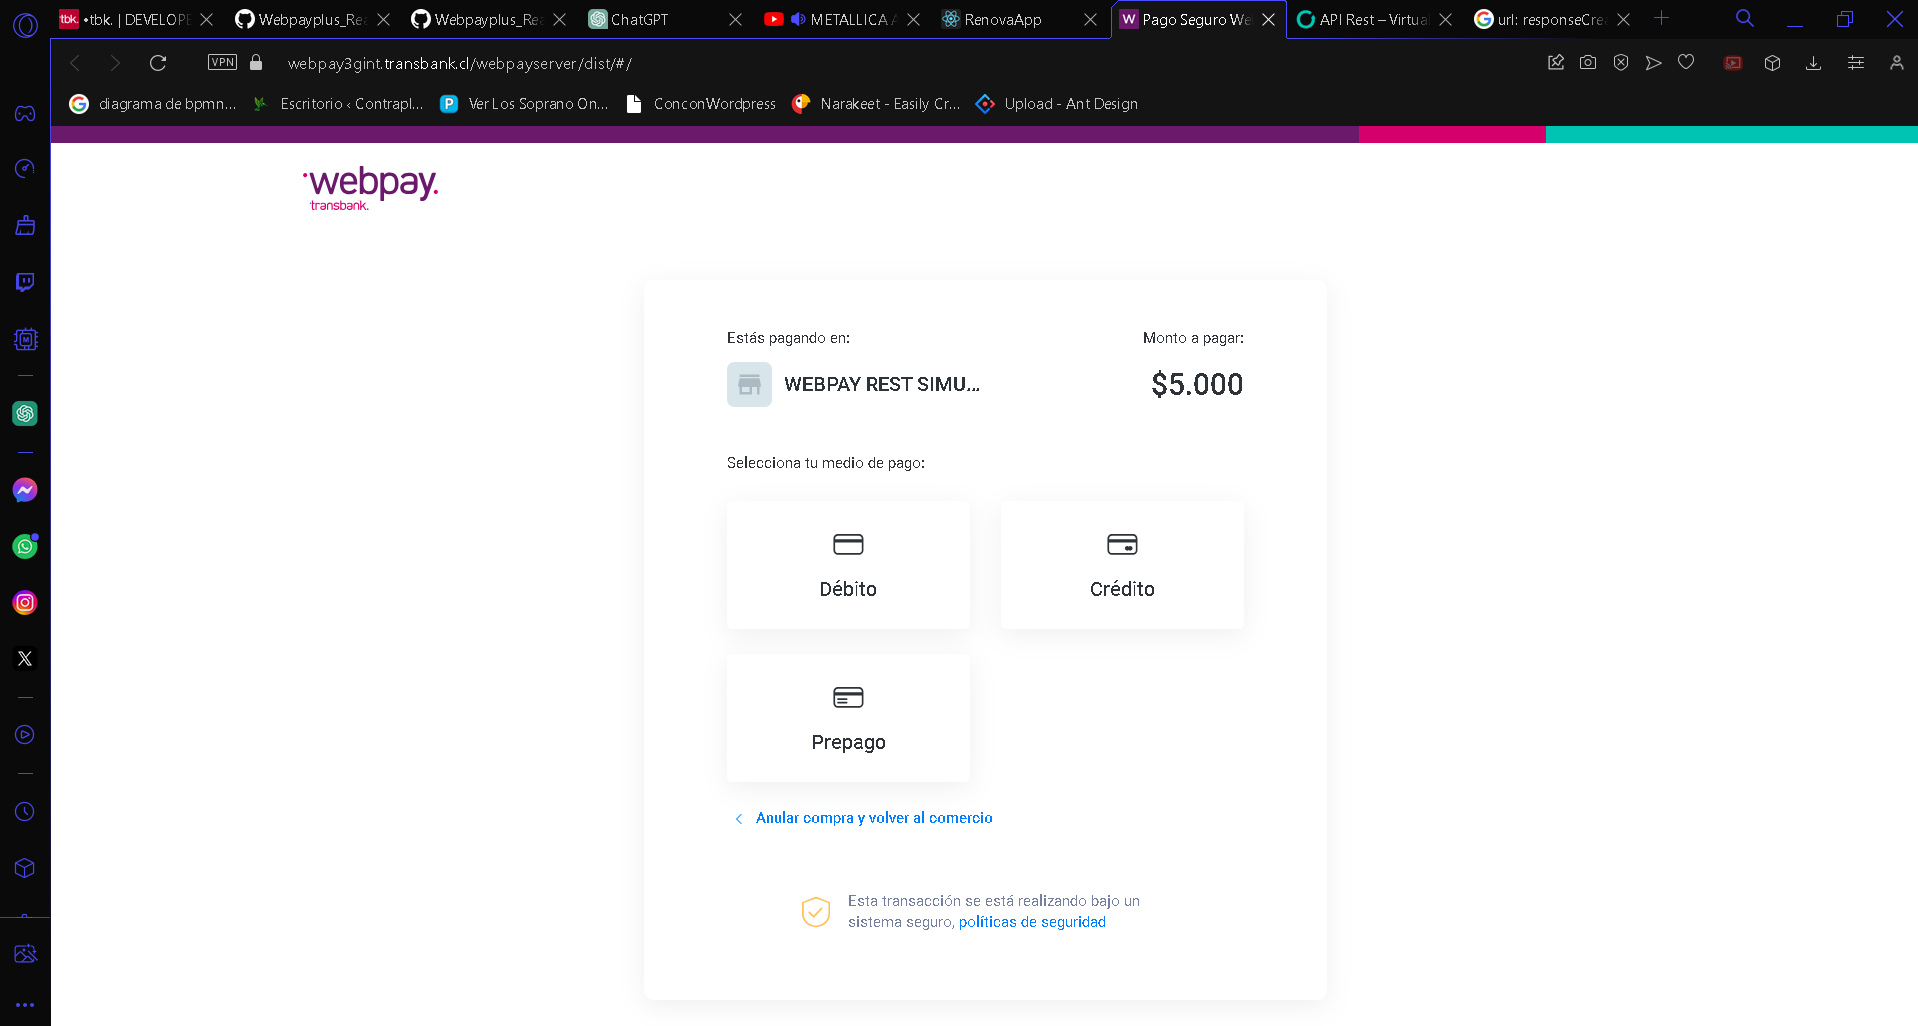 tbk. •tbk. | DEVELOPE
Webpayplus_Rea
Webpayplus_Rea
ChatGPT
METALLICA A
RenovaApp
W Pago Seguro We
API Rest – Virtua
url: responseCre
VPN
webpay3gint.transbank.cl/webpayserver/dist/#/
diagrama de bpmn...
Escritorio ‹ Contrapl...
P Ver Los Soprano On...
ConconWordpress
Narakeet - Easily Cr...
Upload - Ant Design
webpay.
transbank.
Estás pagando en:
Monto a pagar:
WEBPAY REST SIMU...
$5.000
Selecciona tu medio de pago:
Débito
Crédito
Prepago
Anular compra y volver al comercio
Esta transacción se está realizando bajo un
sistema seguro, políticas de seguridad